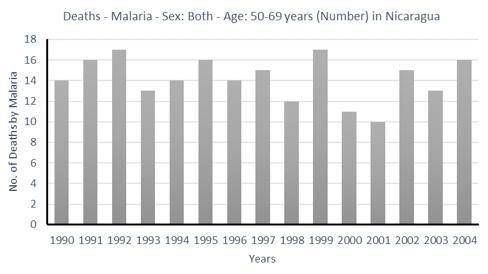 Deaths - Malaria - Sex: Both - Age: 50-69 years (Number) in Nicaragua
No. of Deaths by Malaria
18
16
14
12
10
8
6
4
2
0
1990 1991 1992 1993 1994 1995 1996 1997 1998 1999 2000 2001 2002 2003 2004
Years